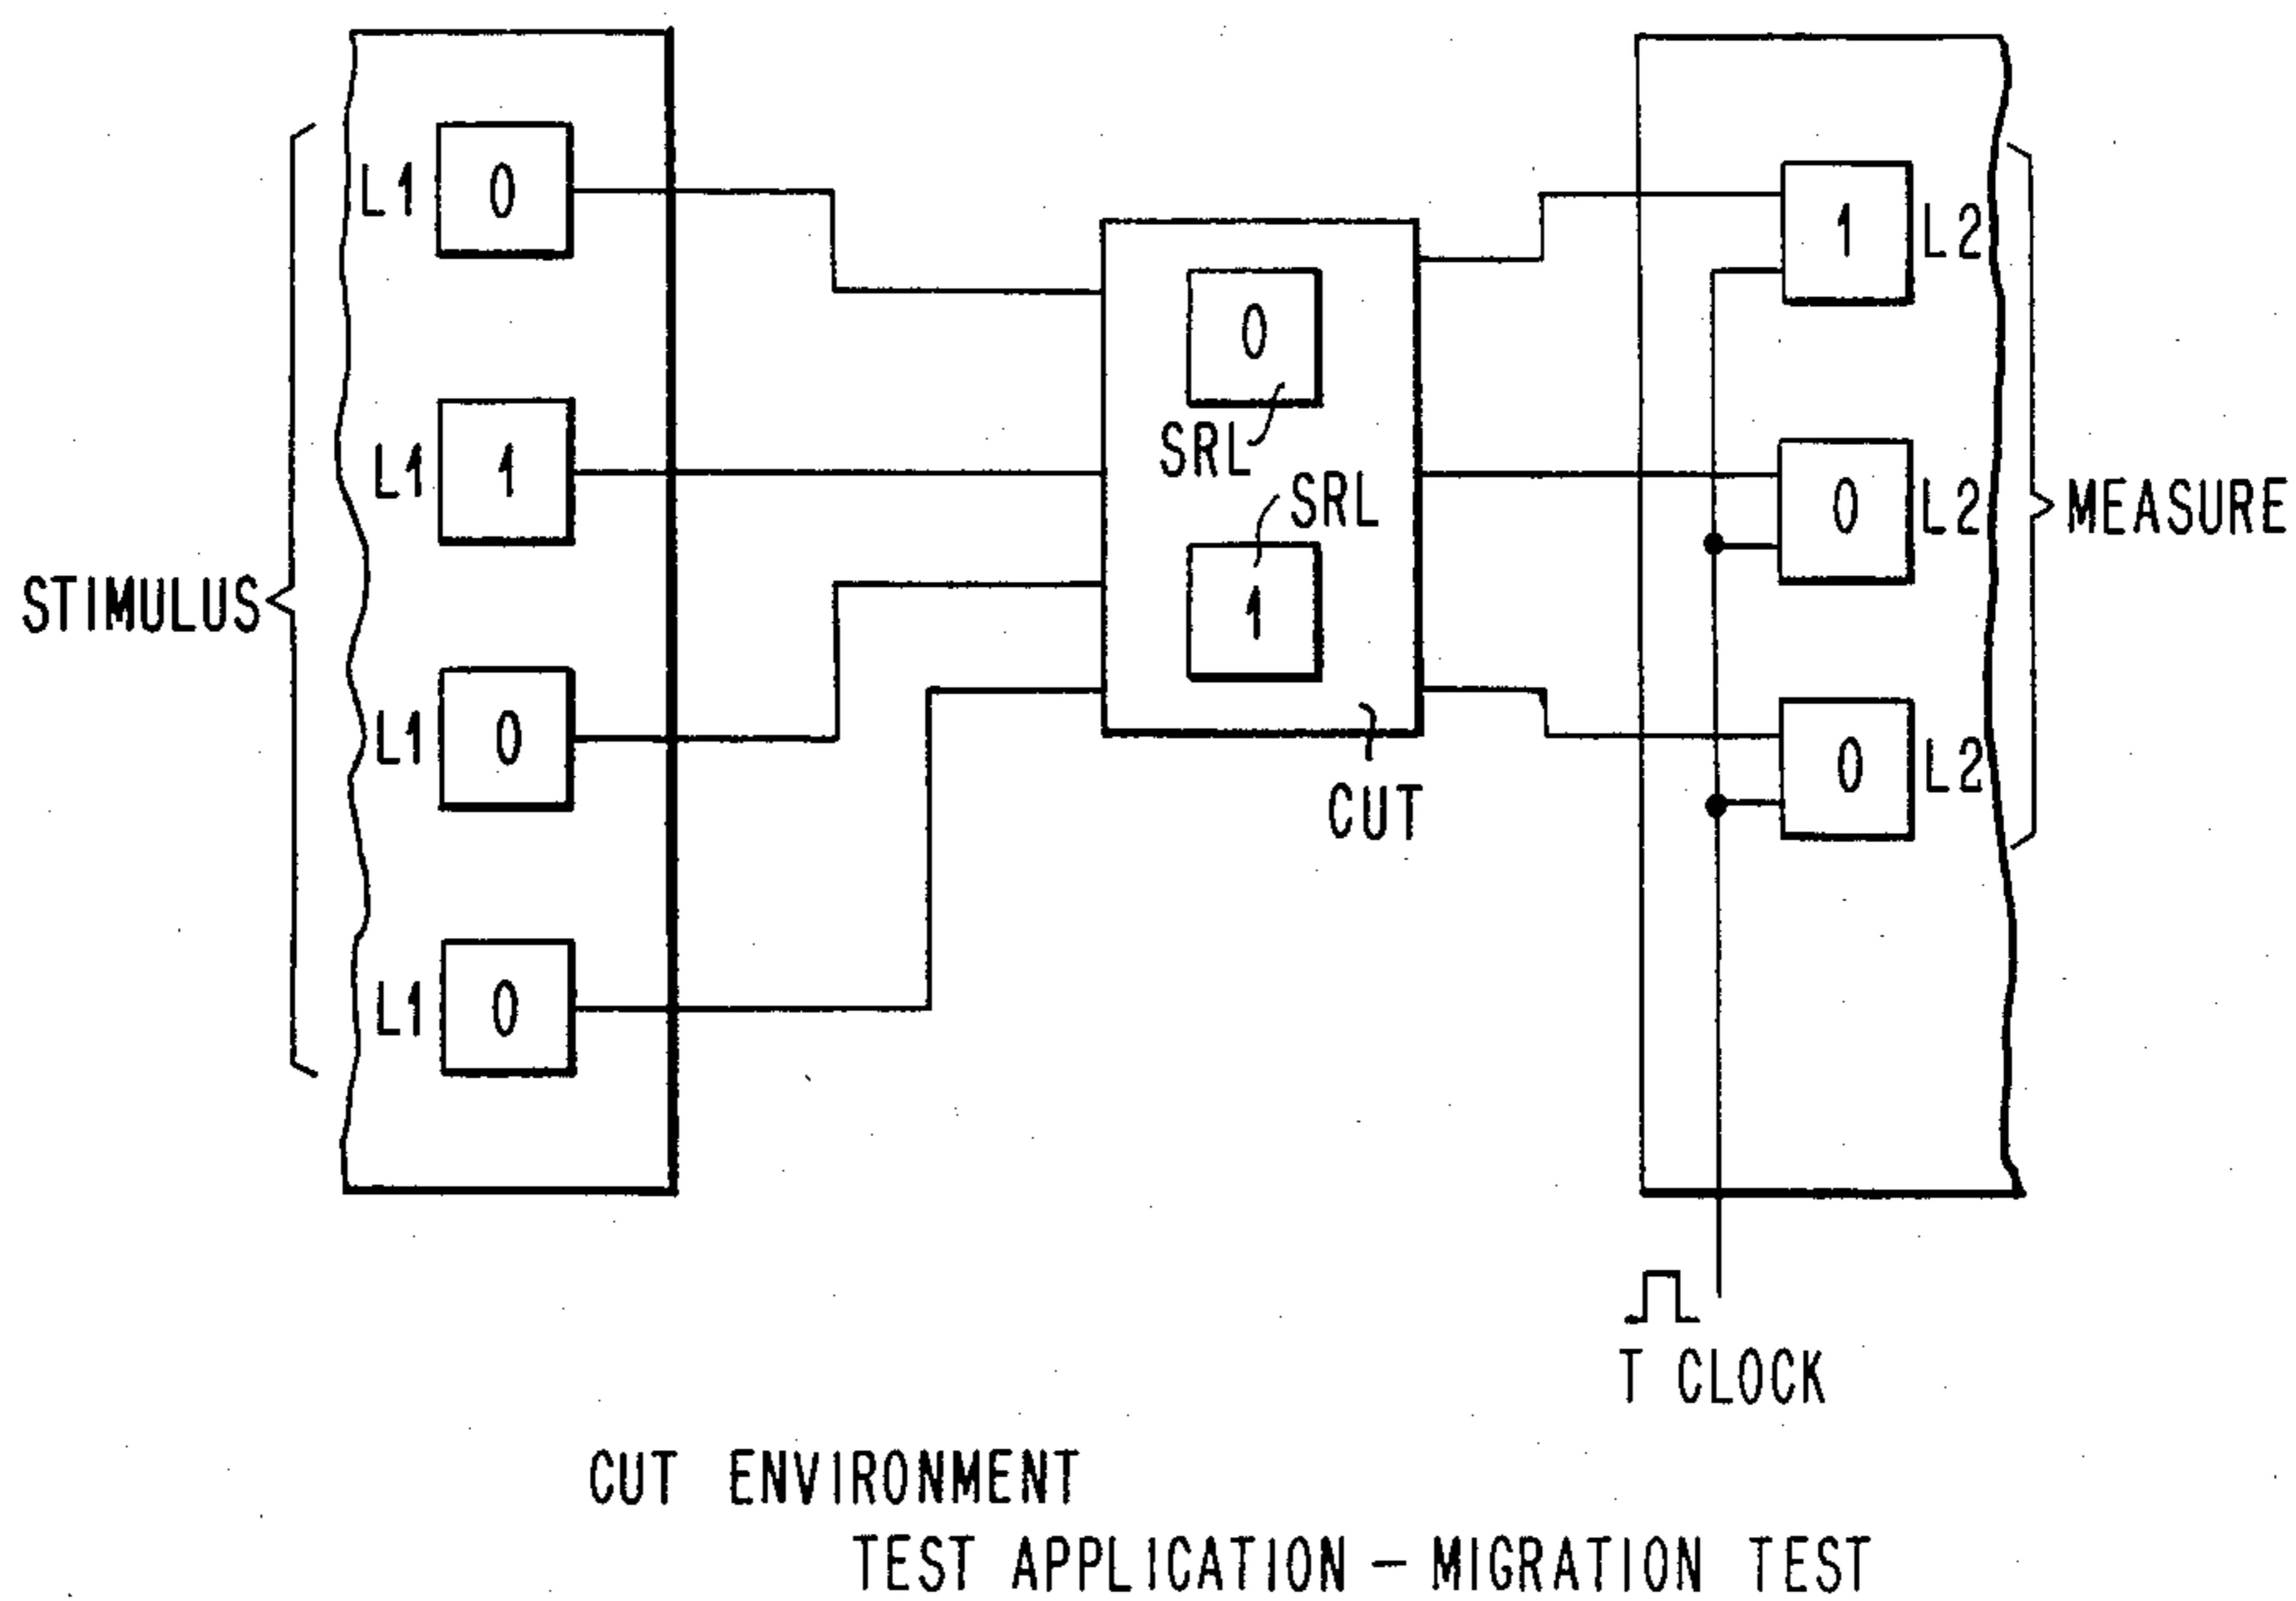 L1 0
L1 1
L1 0
L1 0
STIMULUS
0
SRL
SRL
1
CUT
1 L2
0 L2
0 L2
MEASURE
T CLOCK
CUT ENVIRONMENT
TEST APPLICATION — MIGRATION TEST